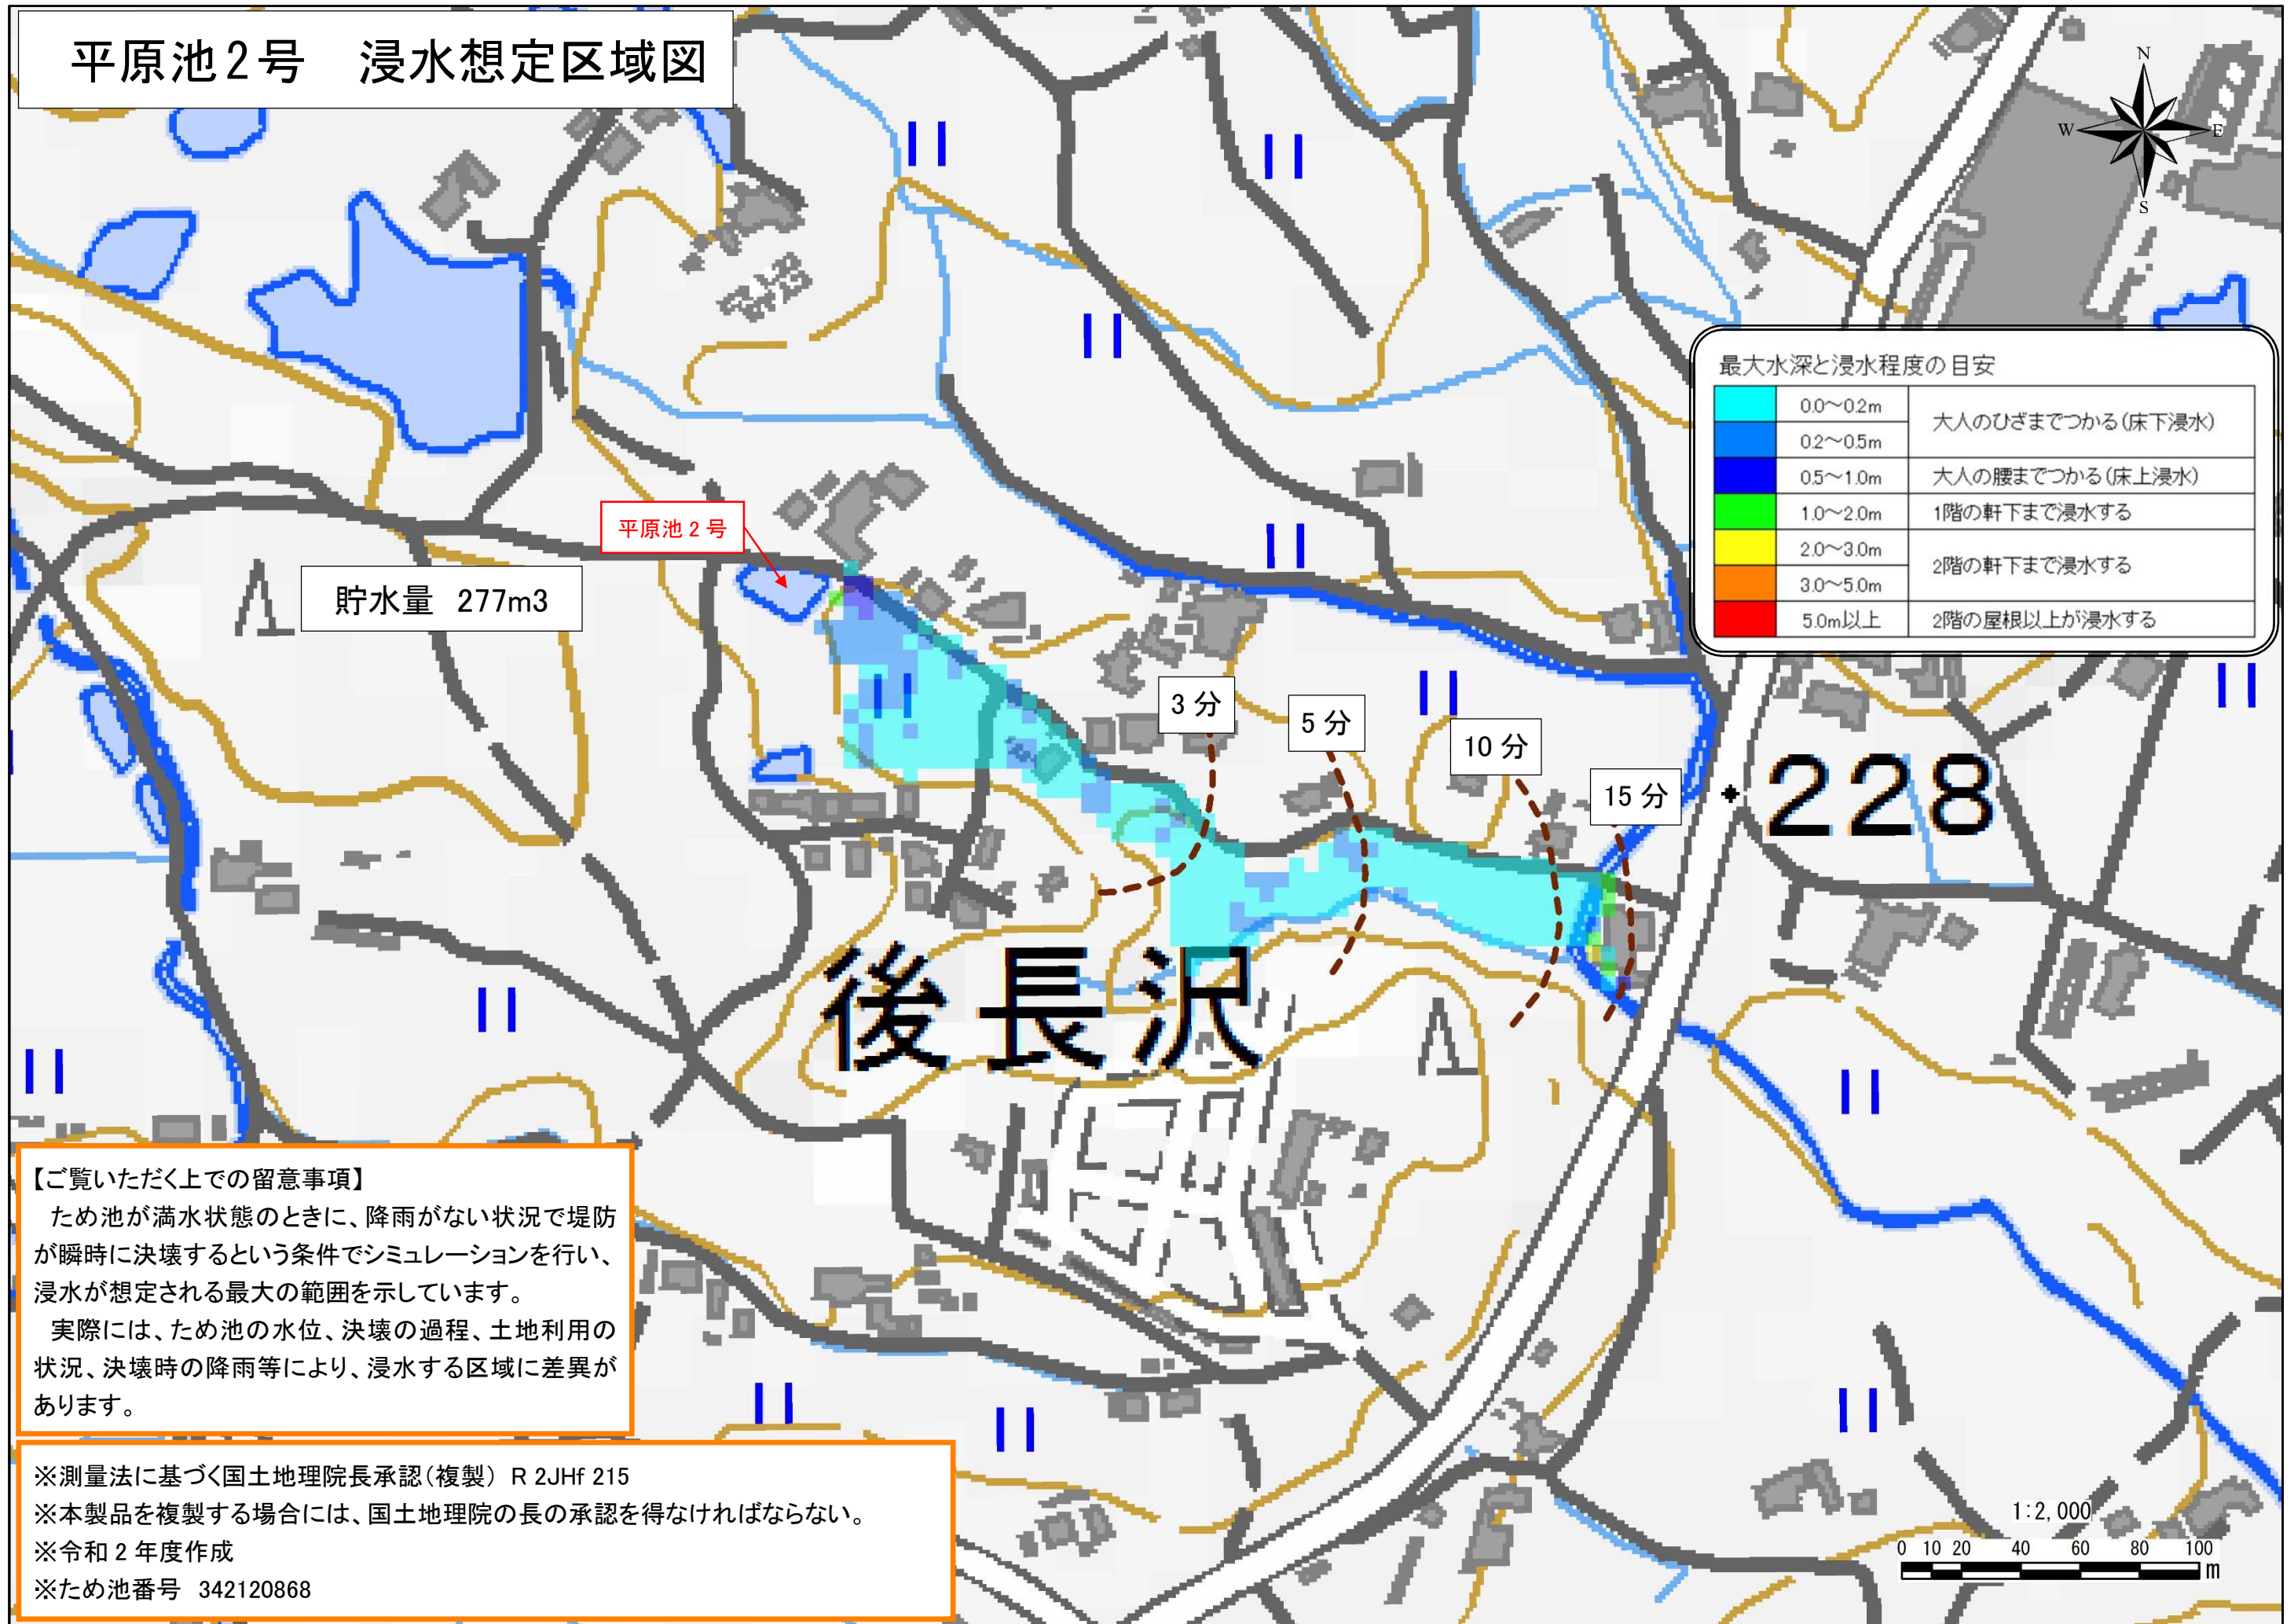 平原池2号　浸水想定区域図
N
W
E
S
最大水深と浸水程度の目安
0.0～0.2m
大人のひざまでつかる(床下浸水)
0.2～0.5m
0.5～1.0m
大人の腰までつかる(床上浸水)
1.0～2.0m
1階の軒下まで浸水する
2.0～3.0m
2階の軒下まで浸水する
3.0～5.0m
5.0m以上
2階の屋根以上が浸水する
平原池2号
貯水量 277m3
3分
5分
10分
15分
228
後長沢
【ご覧いただく上での留意事項】
ため池が満水状態のときに、降雨がない状況で堤防
が瞬時に決壊するという条件でシミュレーションを行い、
浸水が想定される最大の範囲を示しています。
実際には、ため池の水位、決壊の過程、土地利用の
状況、決壊時の降雨等により、浸水する区域に差異が
あります。
※測量法に基づく国土地理院長承認(複製) R 2JHf 215
※本製品を複製する場合には、国土地理院の長の承認を得なければならない。
※令和2年度作成
※ため池番号 342120868
1:2,000
0 10 20 40 60 80 100
m